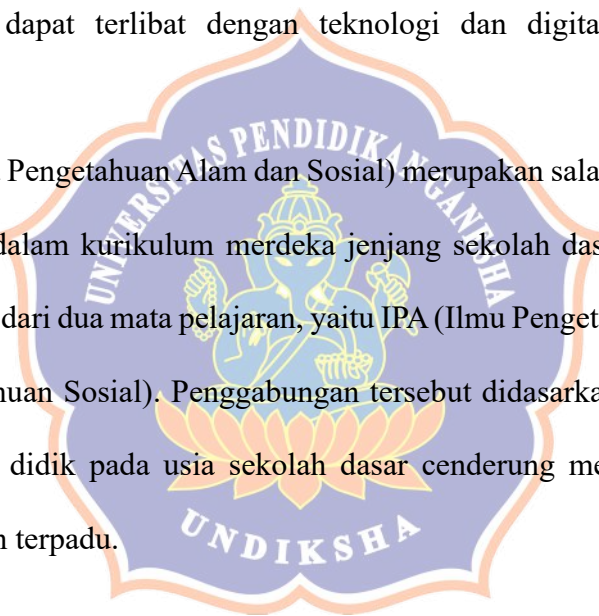 dapat terlibat dengan teknologi dan digita
UNIVERSITAS PENDIDIKAN GANESHA
Pengetahuan Alam dan Sosial) merupakan sala
dalam kurikulum merdeka jenjang sekolah das
dari dua mata pelajaran, yaitu IPA (Ilmu Penget
nuan Sosial). Penggabungan tersebut didasarka
didik pada usia sekolah dasar cenderung me
n terpadu.
UNDIKSHA